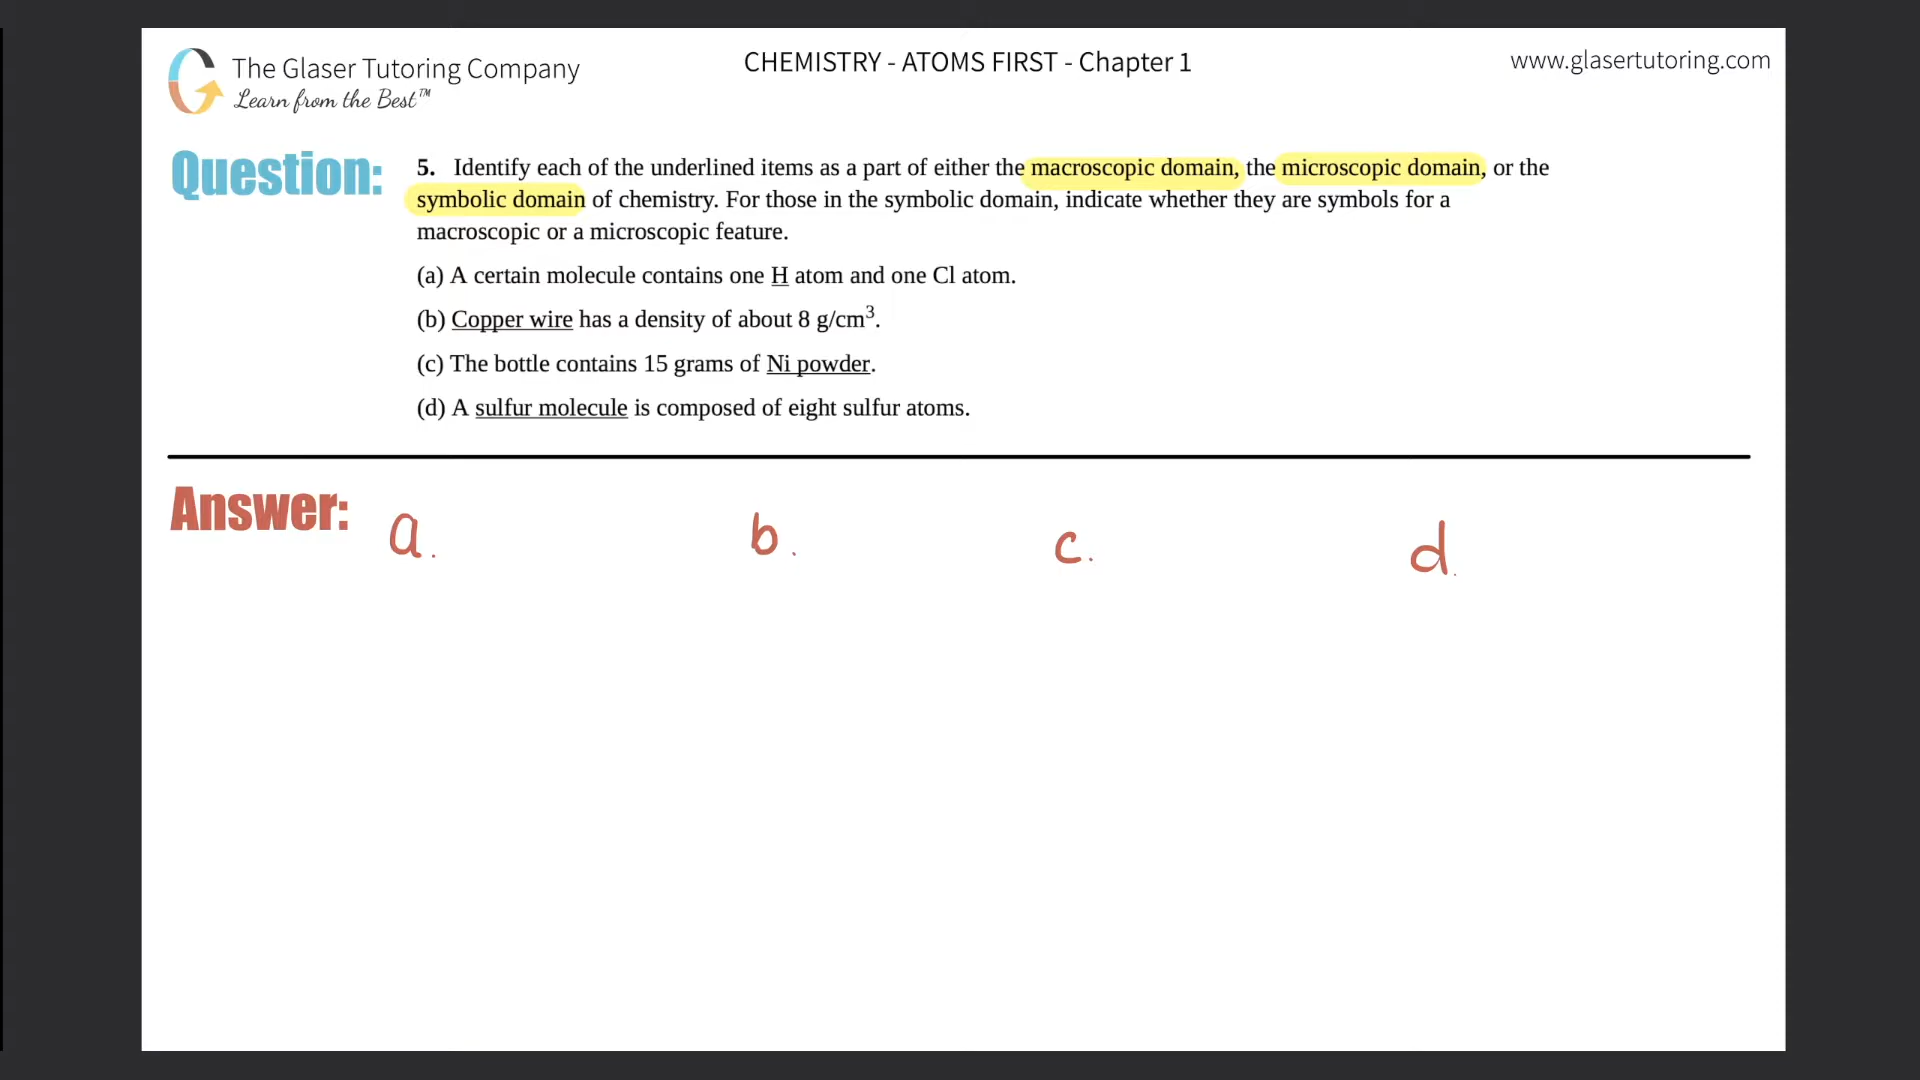 The Glaser Tutoring Company
Learn from the Best™
CHEMISTRY - ATOMS FIRST - Chapter 1
www.glasertutoring.com
Question:
5. Identify each of the underlined items as a part of either the macroscopic domain, the microscopic domain, or the
symbolic domain of chemistry. For those in the symbolic domain, indicate whether they are symbols for a
macroscopic or a microscopic feature.
(a) A certain molecule contains one H atom and one Cl atom.
(b) Copper wire has a density of about 8 g/cm³.
(c) The bottle contains 15 grams of Ni powder.
(d) A sulfur molecule is composed of eight sulfur atoms.
Answer:
a. b. c. d.